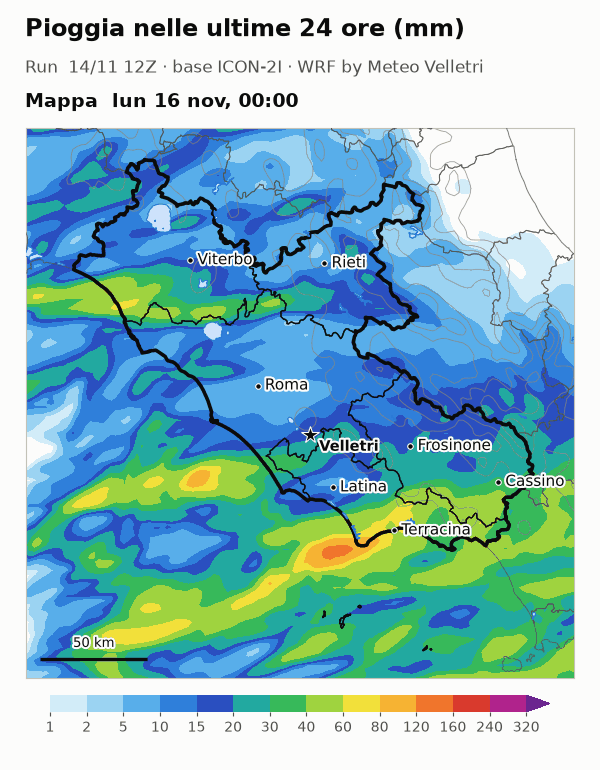 Pioggia nelle ultime 24 ore (mm)
Run  14/11 12Z · base ICON-2I · WRF by Meteo Velletri
Mappa  lun 16 nov, 00:00
Viterbo
Rieti
Roma
Velletri
Frosinone
Latina
Cassino
Terracina
50 km
1 2 5 10 15 20 30 40 60 80 120 160 240 320